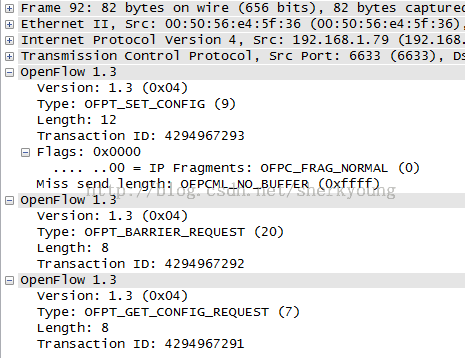 Frame 92: 82 bytes on wire (656 bits), 82 bytes captured
Ethernet II, Src: 00:50:56:e4:5f:36 (00:50:56:e4:5f:36),
Internet Protocol Version 4, Src: 192.168.1.79 (192.168.
Transmission Control Protocol, Src Port: 6633 (6633), Ds
OpenFlow 1.3
Version: 1.3 (0x04)
Type: OFPT_SET_CONFIG (9)
Length: 12
Transaction ID: 4294967293
Flags: 0x0000
.... ..00 = IP Fragments: OFPC_FRAG_NORMAL (0)
Miss send length: OFPCML_NO_BUFFER (0xffff)
http://blog.csdn.net/sherkyoung
OpenFlow 1.3
Version: 1.3 (0x04)
Type: OFPT_BARRIER_REQUEST (20)
Length: 8
Transaction ID: 4294967292
OpenFlow 1.3
Version: 1.3 (0x04)
Type: OFPT_GET_CONFIG_REQUEST (7)
Length: 8
Transaction ID: 4294967291